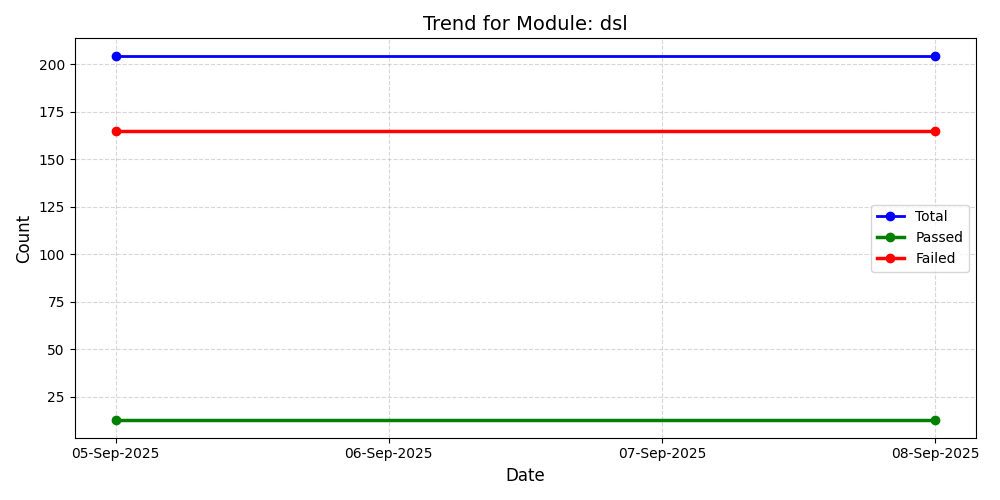 Trend for Module: dsl
Count
200
175
150
125
100
75
50
25
Total
Passed
Failed
05-Sep-2025
06-Sep-2025
07-Sep-2025
08-Sep-2025
Date